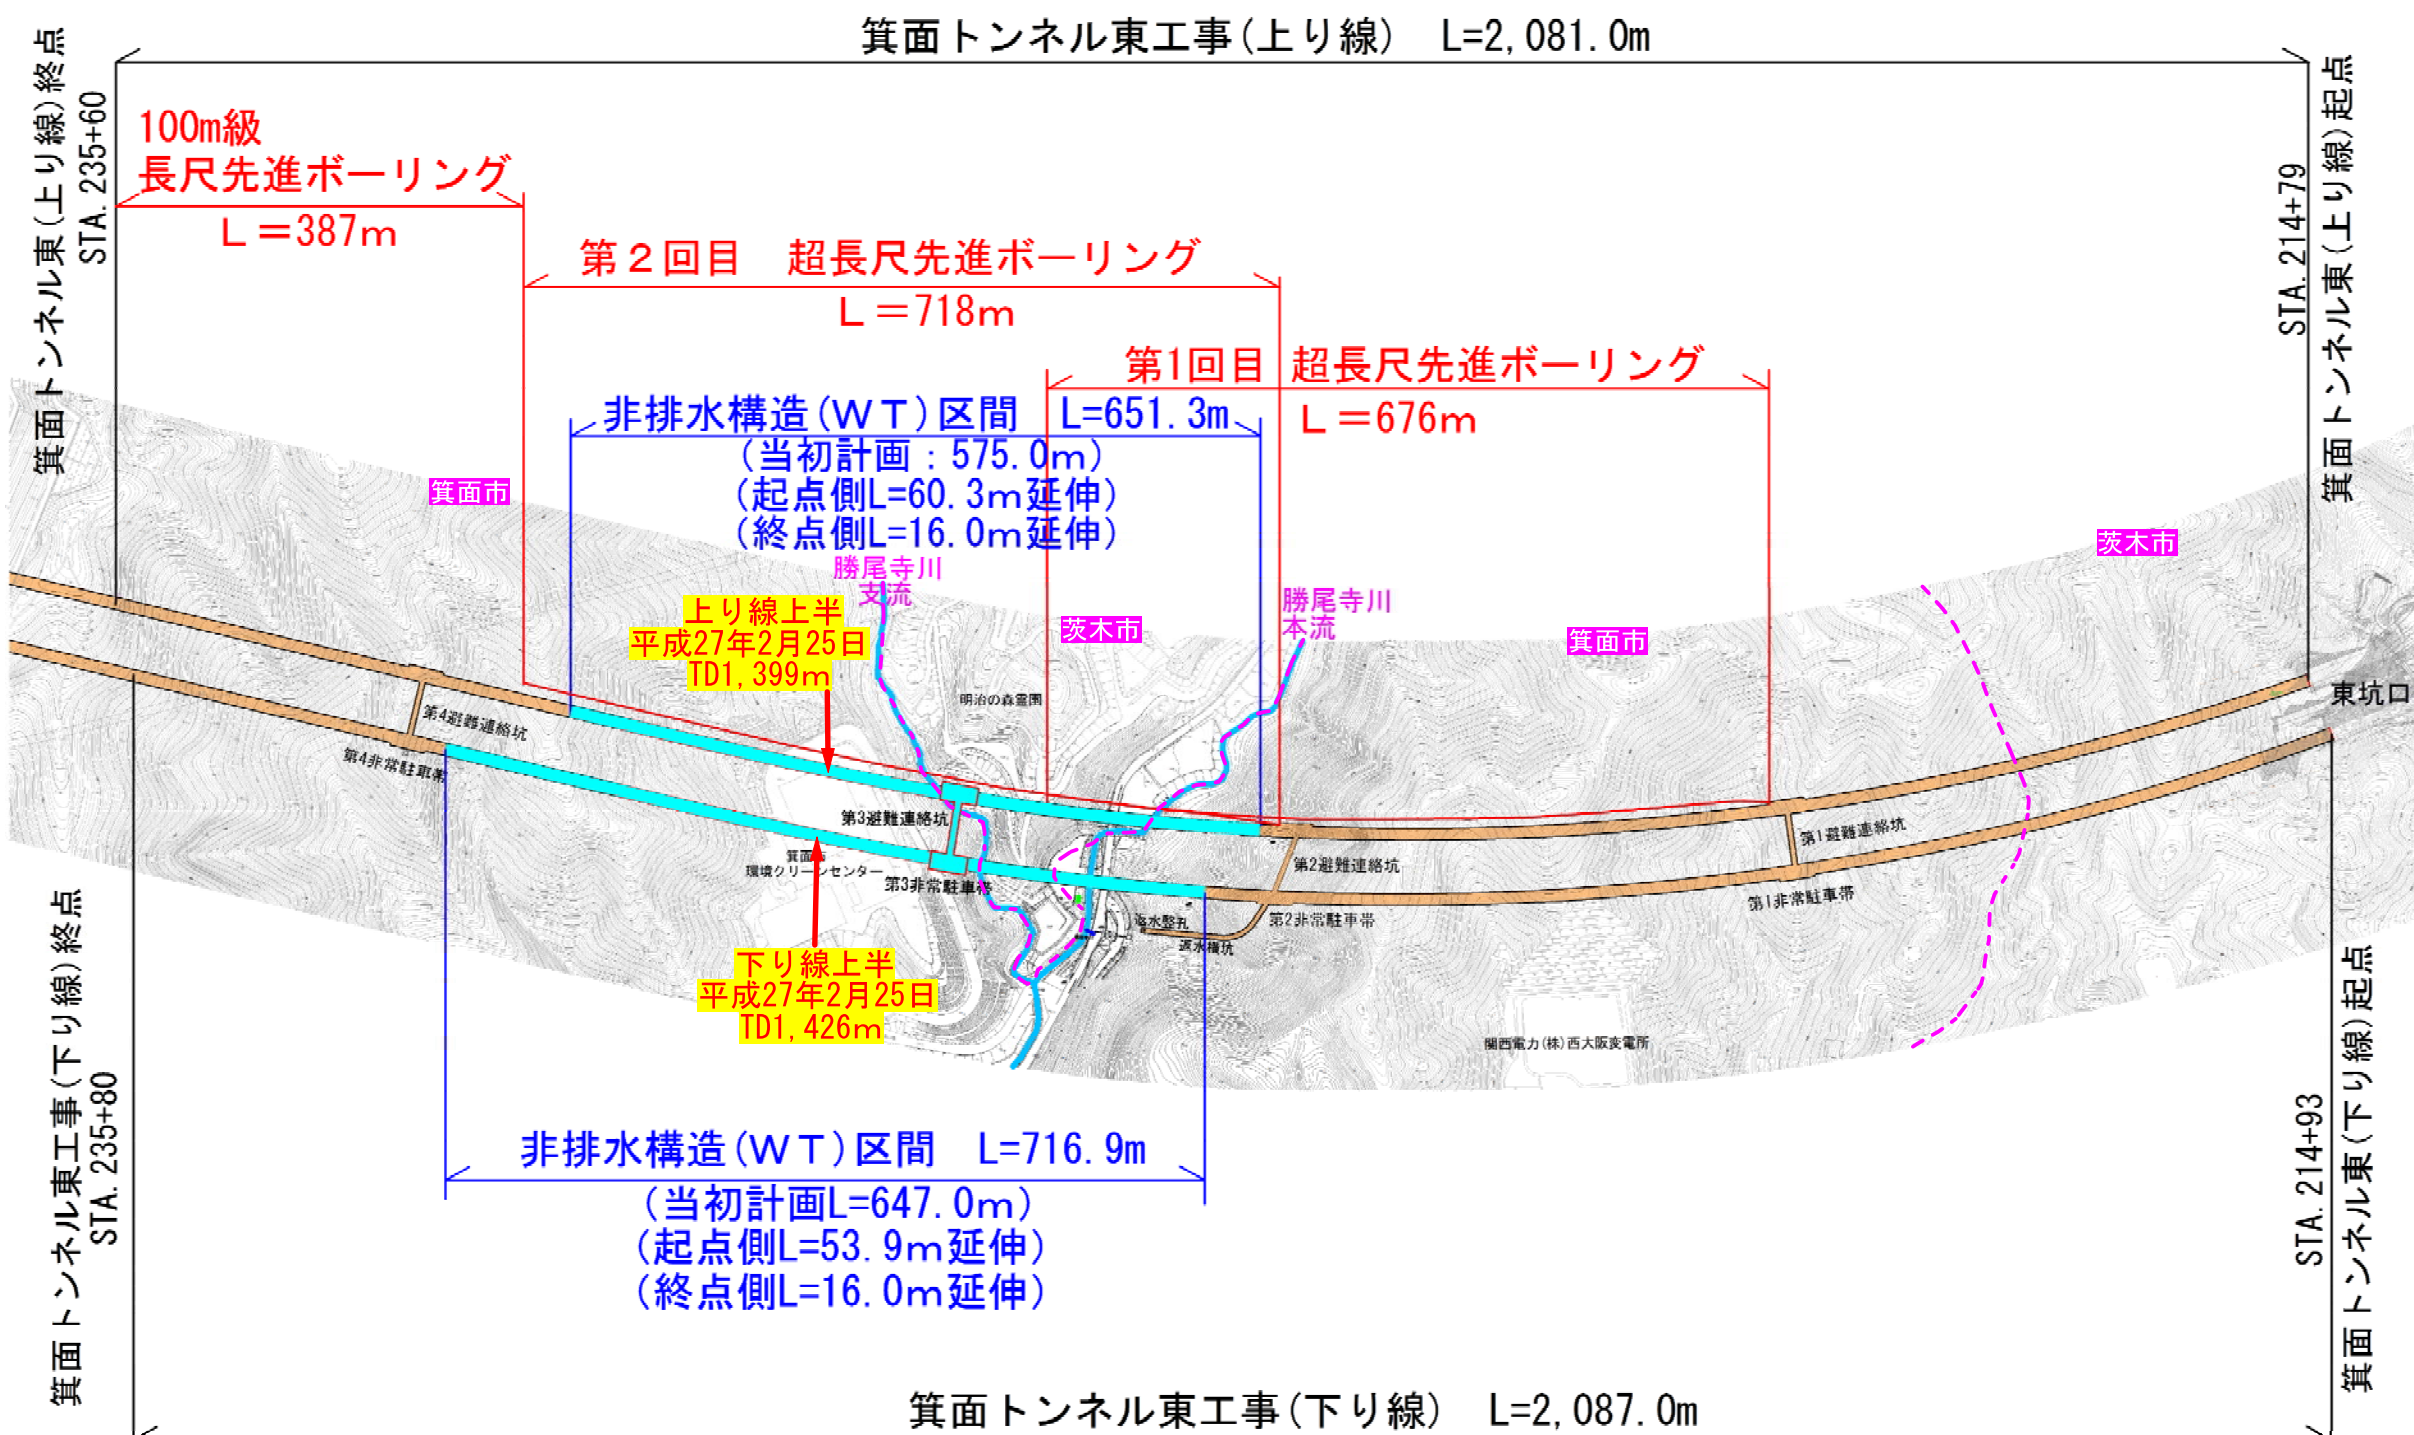 箕面トンネル東工事(上り線) L=2,081.0m
箕面トンネル東(上り線)終点
STA.235+60
100m級
長尺先進ボーリング
L=387m
第2回目 超長尺先進ボーリング
L=718m
第1回目 超長尺先進ボーリング
L=676m
STA.214+79
箕面トンネル東(上り線)起点
非排水構造(WT)区間 L=651.3m
(当初計画:575.0m)
(起点側L=60.3m延伸)
(終点側L=16.0m延伸)
箕面市
茨木市
勝尾寺川
支流
勝尾寺川
本流
茨木市
箕面市
上り線上半
平成27年2月25日
TD1,399m
明治の森霊園
東坑口
第4避難連絡坑
第4非常駐車帯
第3避難連絡坑
第1避難連絡坑
第2避難連絡坑
箕面市
環境クリーンセンター
第3非常駐車帯
第1非常駐車帯
第2非常駐車帯
返水竪孔
返水横坑
下り線上半
平成27年2月25日
TD1,426m
関西電力(株)西大阪変電所
箕面トンネル東工事(下り線)終点
STA.235+80
非排水構造(WT)区間 L=716.9m
(当初計画L=647.0m)
(起点側L=53.9m延伸)
(終点側L=16.0m延伸)
STA.214+93
箕面トンネル東(下り線)起点
箕面トンネル東工事(下り線) L=2,087.0m